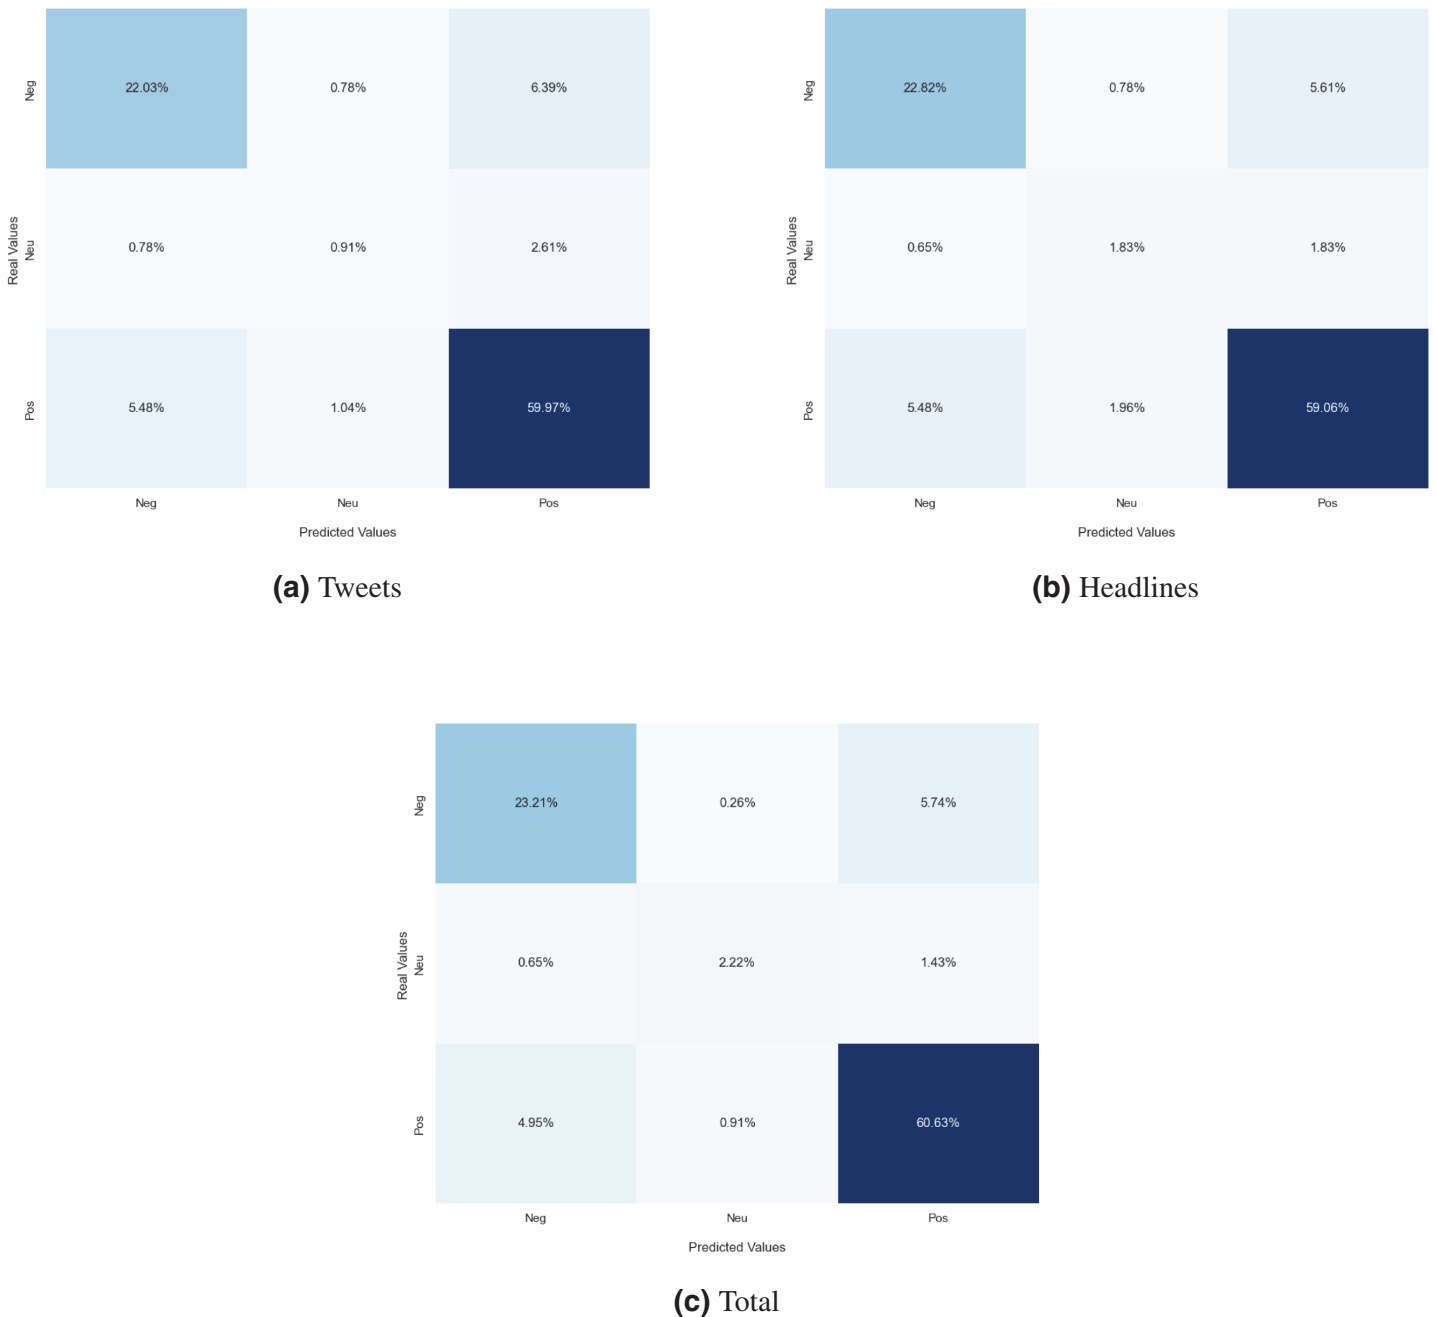 Neg
22.03%
0.78%
6.39%
Real Values
Neu
0.78%
0.91%
2.61%
Pos
5.48%
1.04%
59.97%
Neg
Neu
Pos
Predicted Values
(a) Tweets
Neg
22.82%
0.78%
5.61%
Real Values
Neu
0.65%
1.83%
1.83%
Pos
5.48%
1.96%
59.06%
Neg
Neu
Pos
Predicted Values
(b) Headlines
Neg
23.21%
0.26%
5.74%
Real Values
Neu
0.65%
2.22%
1.43%
Pos
4.95%
0.91%
60.63%
Neg
Neu
Pos
Predicted Values
(c) Total